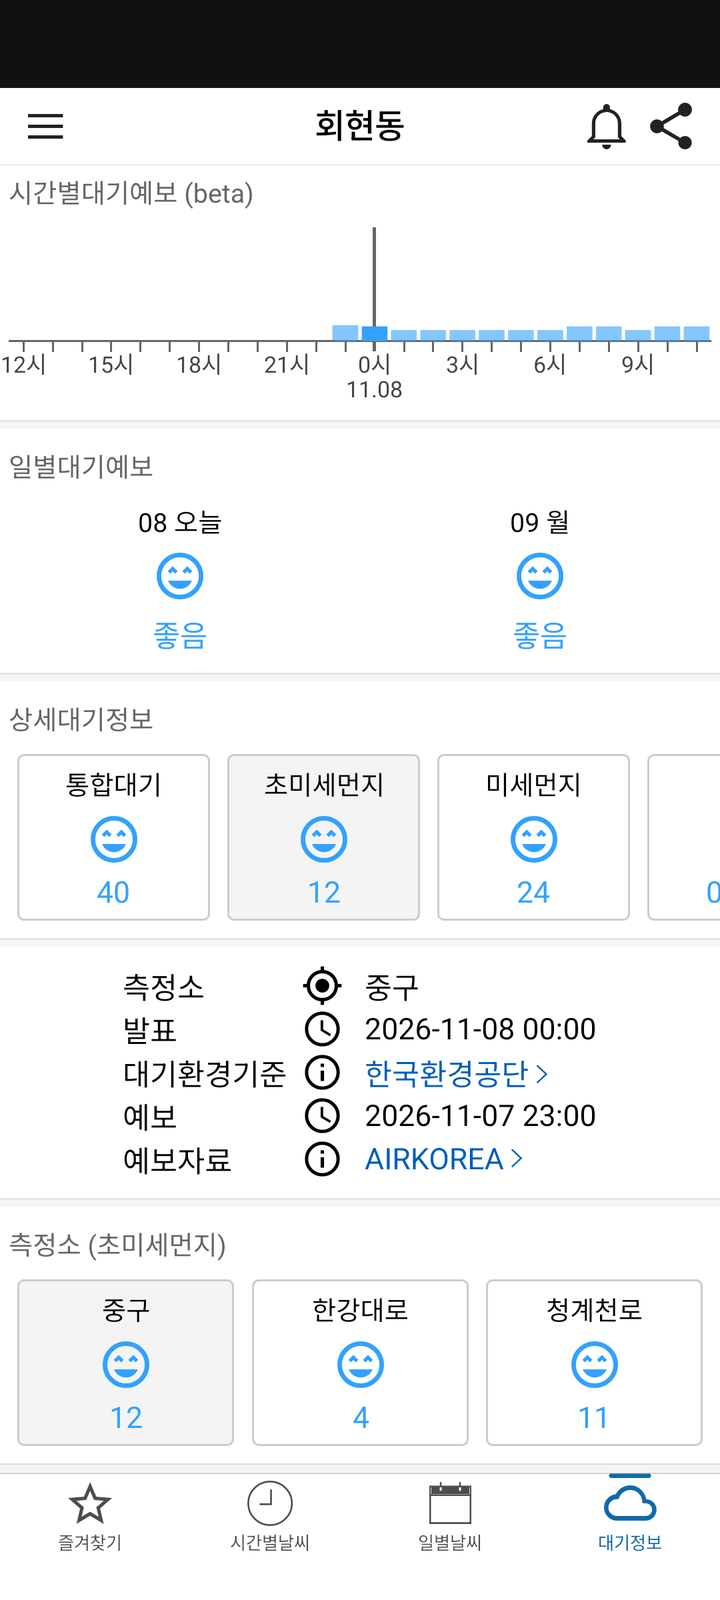 회현동
시간별대기예보 (beta)
12시 15시 18시 21시 0시 3시 6시 9시
11.08
일별대기예보
08 오늘 09 월
좋음 좋음
상세대기정보
통합대기 초미세먼지 미세먼지
40 12 24 0
측정소 중구
발표 2026-11-08 00:00
대기환경기준 한국환경공단 >
예보 2026-11-07 23:00
예보자료 AIRKOREA >
측정소 (초미세먼지)
중구 한강대로 청계천로
12 4 11
즐겨찾기 시간별날씨 일별날씨 대기정보